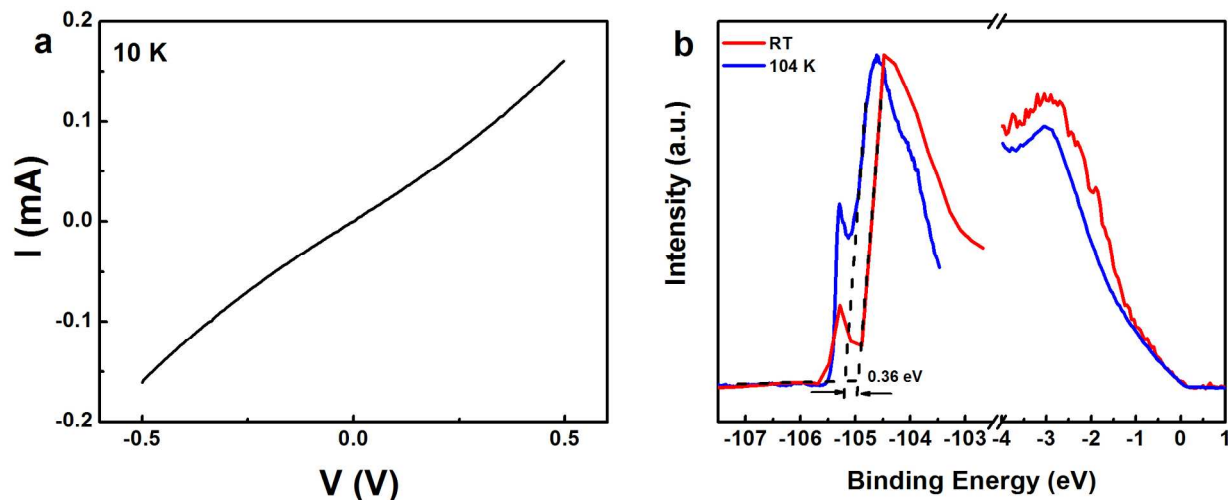 a
10 K
I (mA)
0.2
0.1
0.0
-0.1
-0.2
-0.5
0.0
0.5
V (V)
b
RT
104 K
Intensity (a.u.)
0.36 eV
-107
-106
-105
-104
-103
-4
-3
-2
-1
0
1
Binding Energy (eV)